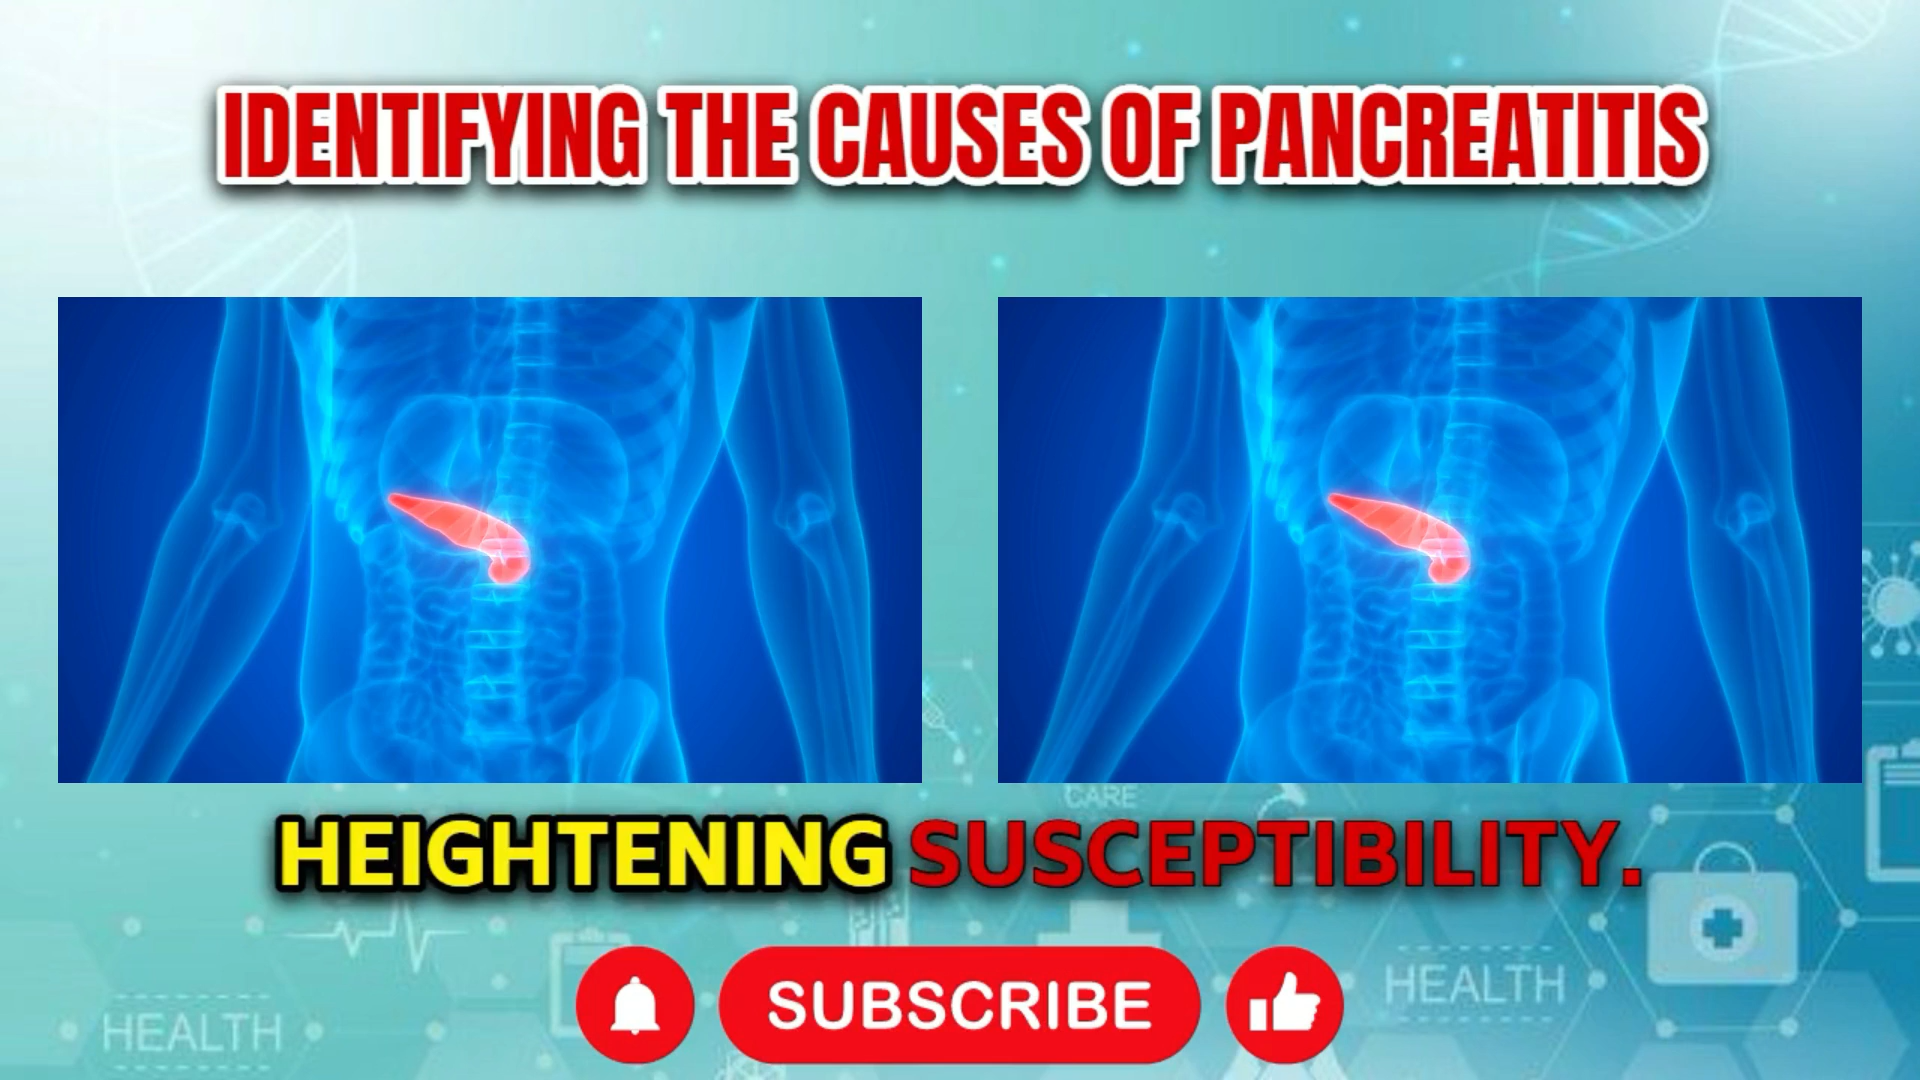 IDENTIFYING THE CAUSES OF PANCREATITIS
CARE
HEIGHTENING SUSCEPTIBILITY.
HEALTH
SUBSCRIBE
HEALTH